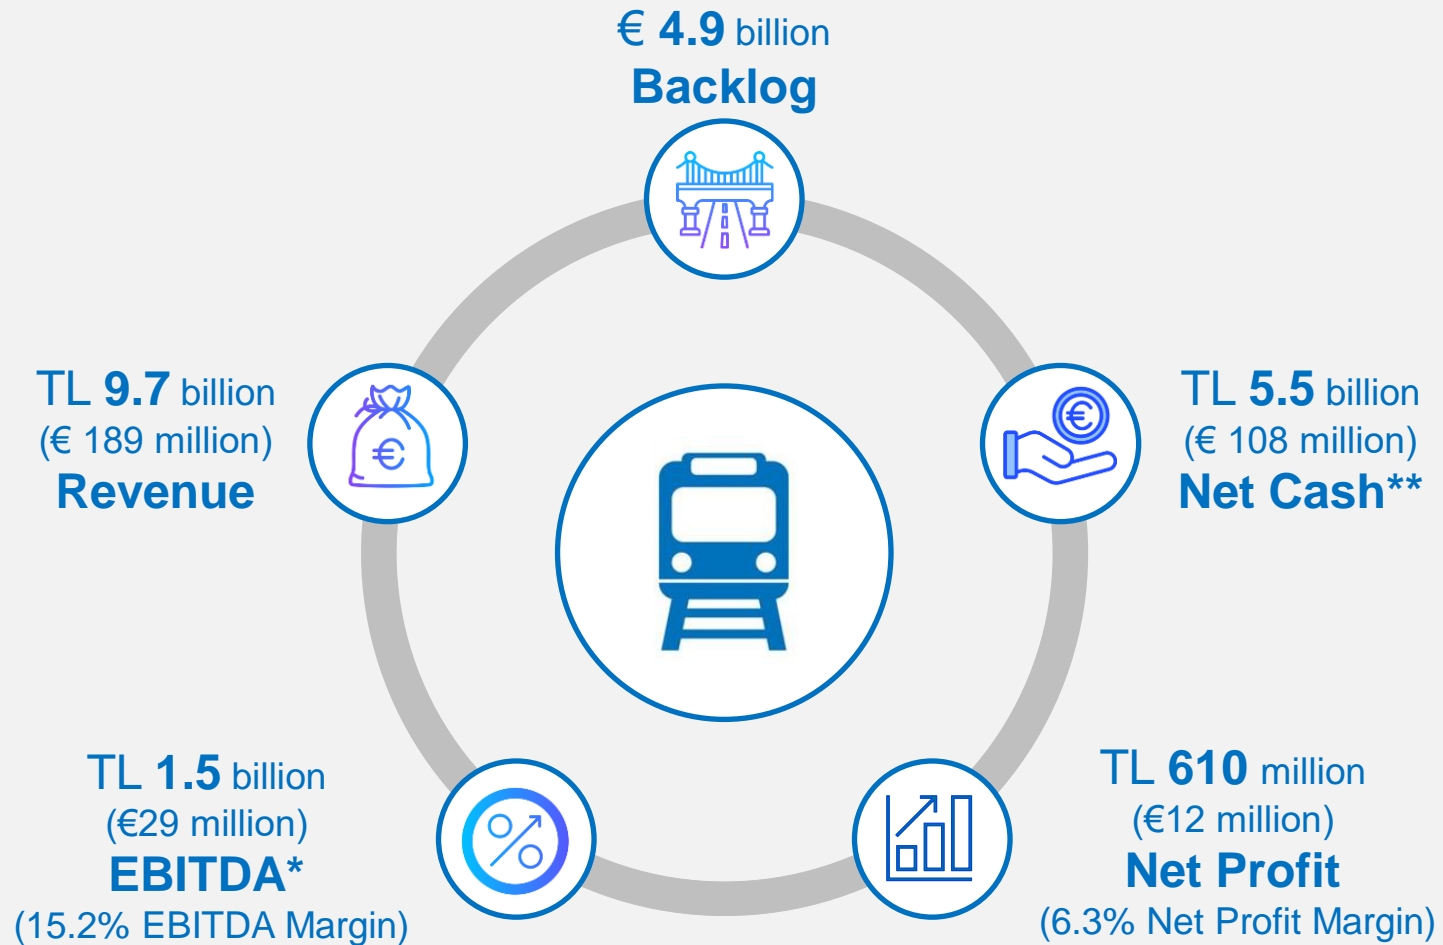 € 4.9 billion
Backlog
TL 9.7 billion
(€ 189 million)
Revenue
€
€
TL 5.5 billion
(€ 108 million)
Net Cash**
TL 1.5 billion
(€29 million)
EBITDA*
(15.2% EBITDA Margin)
TL 610 million
(€12 million)
Net Profit
(6.3% Net Profit Margin)